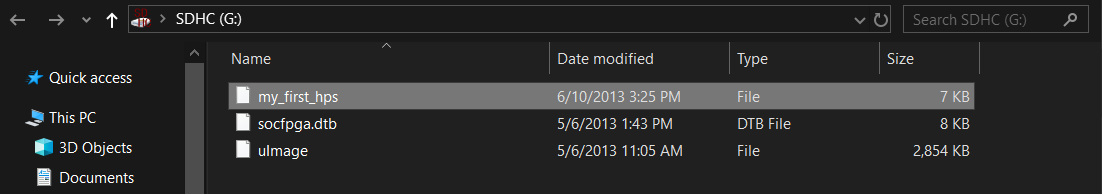 SDHC (G:)
Search SDHC (G:)
Name Date modified Type Size
Quick access
my_first_hps 6/10/2013 3:25 PM File 7 KB
This PC
socfpga.dtb 5/6/2013 1:43 PM DTB File 8 KB
3D Objects
uImage 5/6/2013 11:05 AM File 2,854 KB
Documents